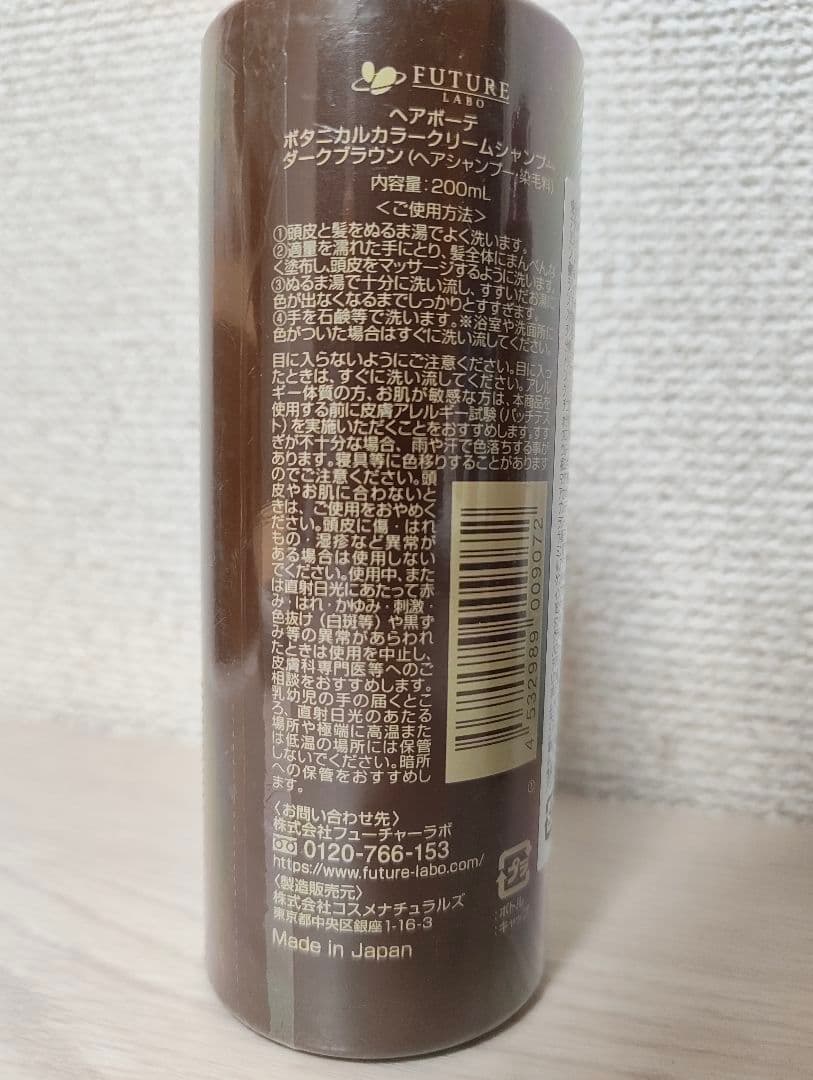 FUTURE
LABO
ヘアボーテ
ボタニカルカラークリームシャンプー
ダークブラウン(ヘアシャンプー・染毛料)
内容量:200mL
<ご使用方法>
①頭皮と髪をぬるま湯でよく洗います。
②適量を濡れた手にとり、髪全体にまんべんな
く塗布し、頭皮をマッサージするように洗います。
③ぬるま湯で十分に洗い流し、すすいだお湯に
色が出なくなるまでしっかりとすすぎます。
④手を石鹸等で洗います。※浴室や洗面所に
色がついた場合はすぐに洗い流してください。
目に入らないようにご注意ください。目に入っ
たときは、すぐに洗い流してください。アレル
ギー体質の方、お肌が敏感な方は、本商品を
使用する前に皮膚アレルギー試験(パッチテス
ト)を実施いただくことをおすすめします。すす
ぎが不十分な場合、雨や汗で色落ちする事が
あります。寝具等に色移りすることがあります
のでご注意ください。頭
皮やお肌に合わないと
きは、ご使用をおやめく
ださい。頭皮に傷・はれ
もの・湿疹など異常が
ある場合は使用しない
でください。使用中、また
は直射日光にあたって赤
み・はれ・かゆみ・刺激・
色抜け(白斑等)や黒ず
み等の異常があらわれ
たときは使用を中止し、
皮膚科専門医等へのご
相談をおすすめします。
乳幼児の手の届くとこ
ろ、直射日光のあたる
場所や極端に高温また
は低温の場所には保管
しないでください。暗所
への保管をおすすめし
ます。
4 532989 009072
①
<お問い合わせ先>
株式会社フューチャーラボ
0120-766-153
https://www.future-labo.com/
<製造販売元>
株式会社コスメナチュラルズ
東京都中央区銀座1-16-3
Made in Japan
プラ
:ボトル
:キャップ